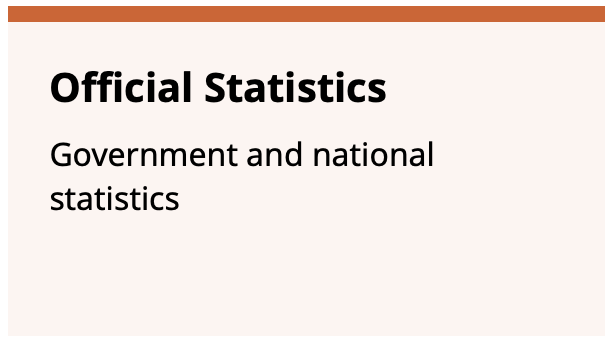 Official Statistics
Government and national
statistics